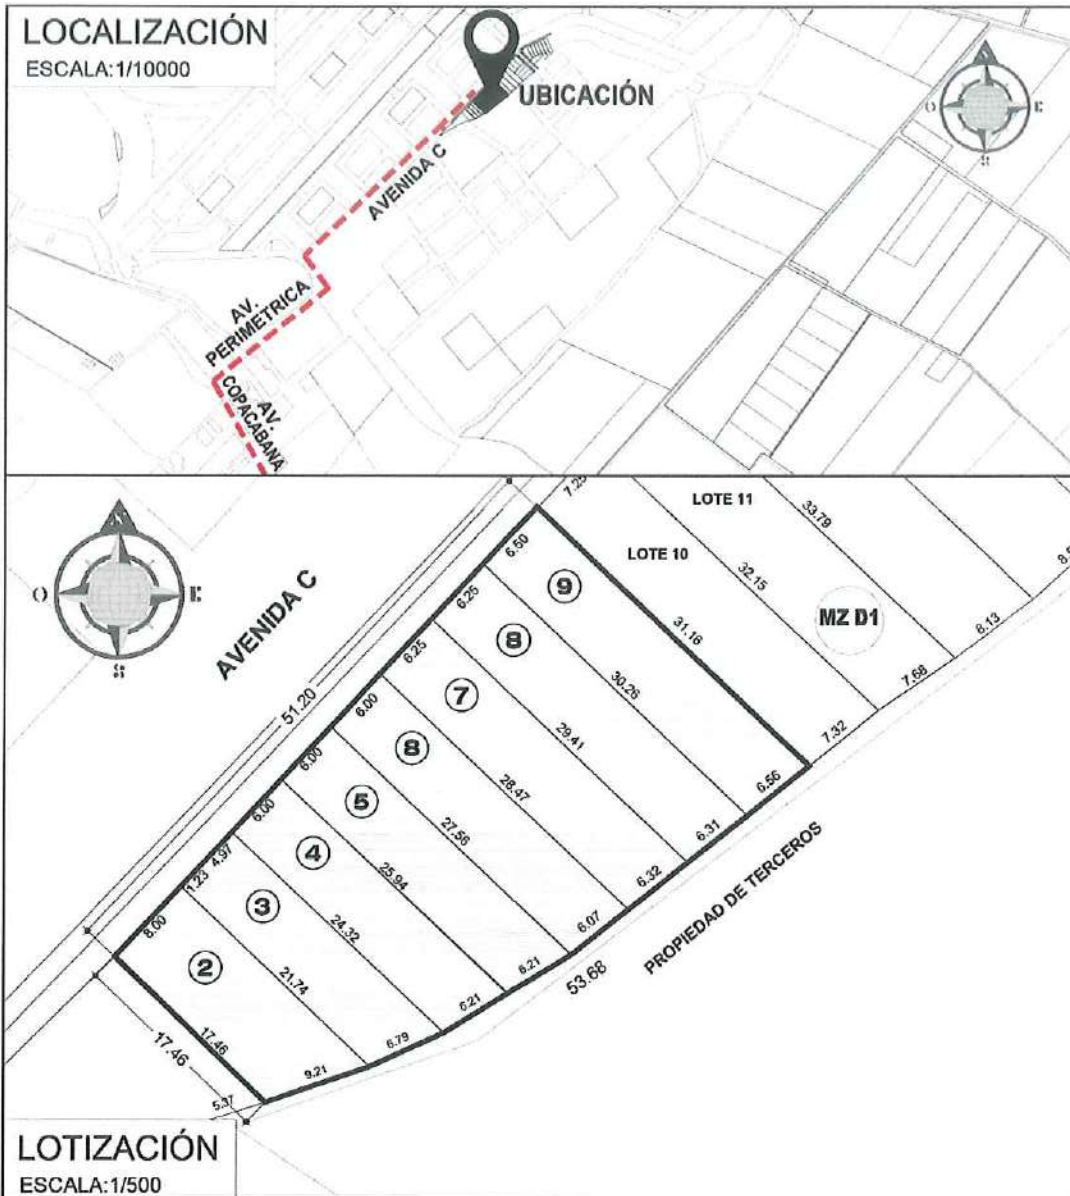 LOCALIZACIÓN
ESCALA:1/10000
UBICACIÓN
N
O
E
S
AVENIDA C
AV.
PERIMETRICA
AV.
COPACABANA
N
O
E
S
AVENIDA C
51.20
7.25
LOTE 11
33.79
LOTE 10
32.15
MZ D1
8.13
7.68
7.32
6.50
9
31.16
6.25
8
30.26
6.25
7
29.41
6.00
8
28.47
6.00
5
27.56
6.00
4
25.94
4.97
1.23
3
24.32
8.00
2
21.74
17.46
17.46
6.56
6.31
6.32
6.07
6.21
6.21
6.79
9.21
5.37
53.68
PROPIEDAD DE TERCEROS
LOTIZACIÓN
ESCALA:1/500